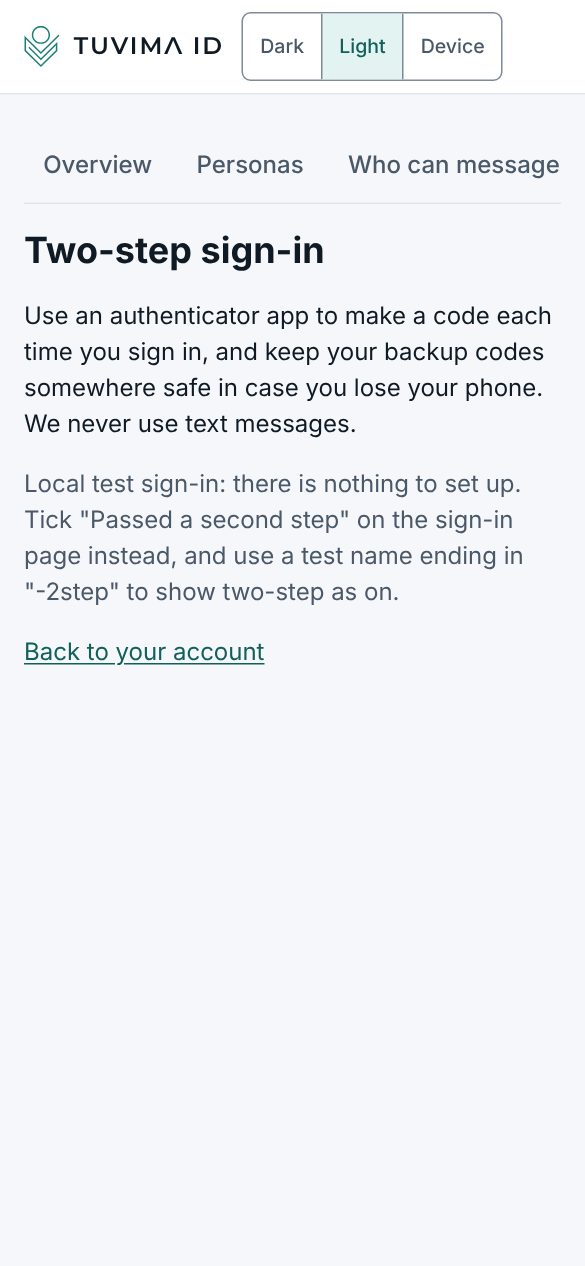 TUVIMA ID
Dark
Light
Device
Overview
Personas
Who can message
Two-step sign-in
Use an authenticator app to make a code each
time you sign in, and keep your backup codes
somewhere safe in case you lose your phone.
We never use text messages.
Local test sign-in: there is nothing to set up.
Tick "Passed a second step" on the sign-in
page instead, and use a test name ending in
"-2step" to show two-step as on.
Back to your account